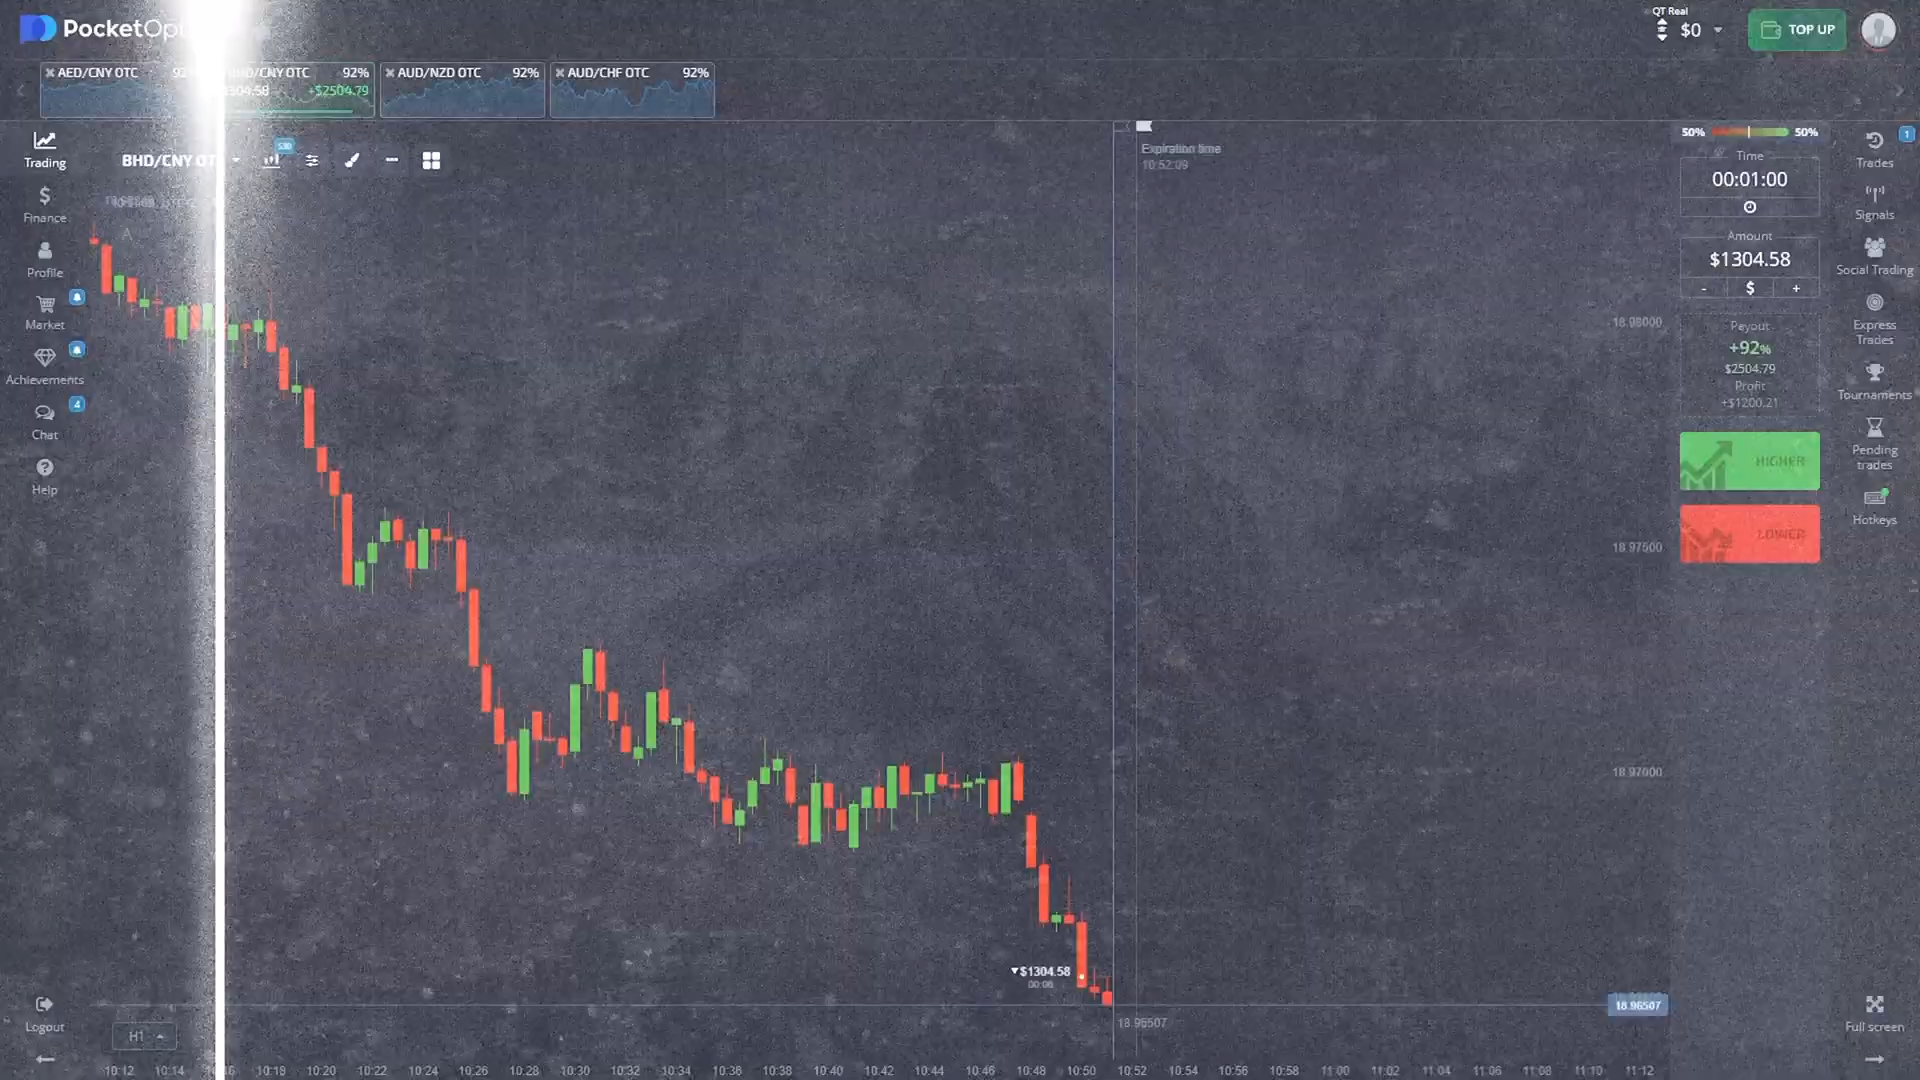 PocketOp
QT Real
$0
TOP UP
AED/CNY OTC
92%
/CNY OTC
92%
AUD/NZD OTC
92%
AUD/CHF OTC
92%
+$2504.79
Trading
Finance
Profile
Market
Achievements
4
Chat
Help
Logout
BHD/CNY OT
S30
Expiration time
10:52:09
18.98000
18.97500
18.97000
18.96507
18.96507
▼$1304.58
00:06
H1
50%
50%
Time
00:01:00
Amount
$1304.58
-
$
+
Payout
+92%
$2504.79
Profit
+$1200.21
HIGHER
LOWER
1
Trades
Signals
Social Trading
Express
Trades
Tournaments
Pending
trades
Hotkeys
Full screen
10:12 10:14 10:18 10:20 10:22 10:24 10:26 10:28 10:30 10:32 10:34 10:36 10:38 10:40 10:42 10:44 10:46 10:48 10:50 10:52 10:54 10:56 10:58 11:00 11:02 11:04 11:06 11:08 11:10 11:12